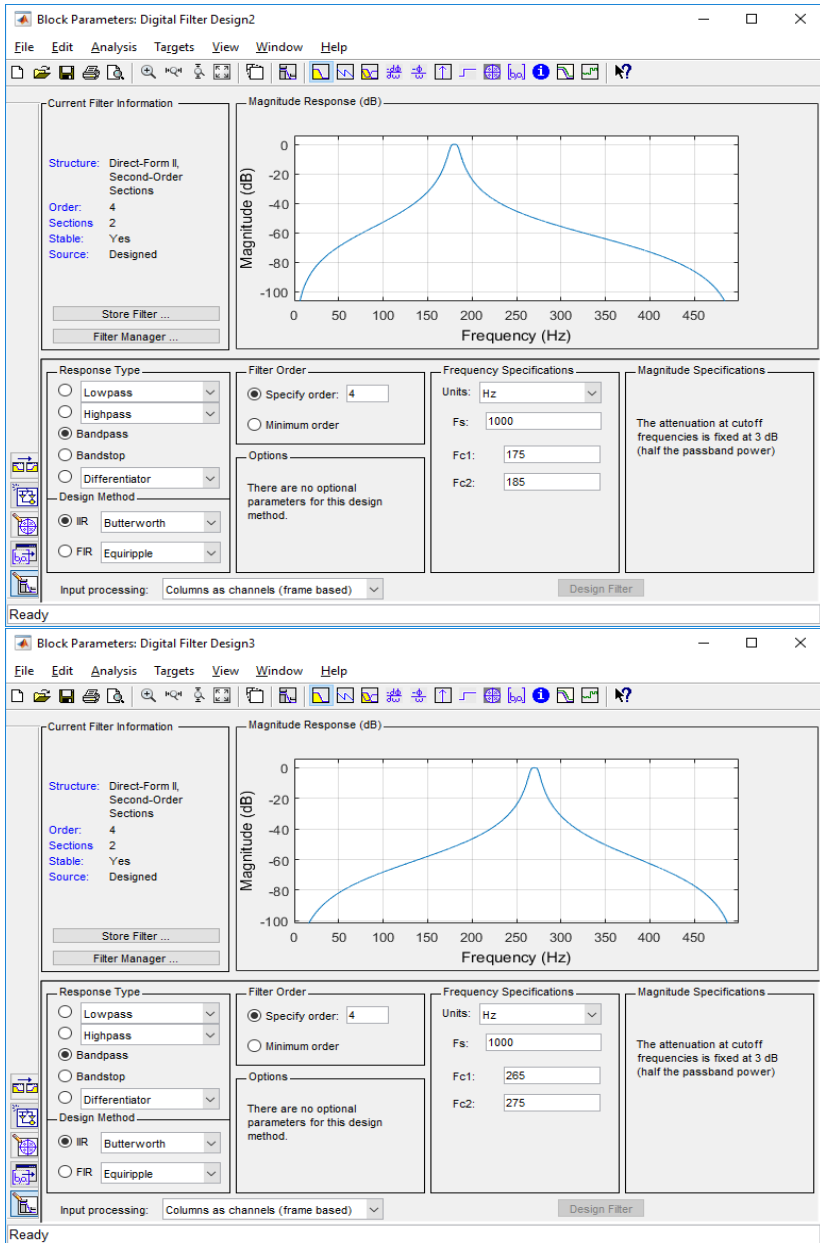 Block Parameters: Digital Filter Design2
File Edit Analysis Targets View Window Help
Current Filter Information
Structure: Direct-Form II,
Second-Order
Sections
Order: 4
Sections 2
Stable: Yes
Source: Designed
Store Filter ...
Filter Manager ...
Magnitude Response (dB)
Magnitude (dB)
0
-20
-40
-60
-80
-100
0 50 100 150 200 250 300 350 400 450
Frequency (Hz)
Response Type
Lowpass
Highpass
Bandpass
Bandstop
Differentiator
Design Method
IIR Butterworth
FIR Equiripple
Filter Order
Specify order: 4
Minimum order
Options
There are no optional
parameters for this design
method.
Frequency Specifications
Units: Hz
Fs: 1000
Fc1: 175
Fc2: 185
Magnitude Specifications
The attenuation at cutoff
frequencies is fixed at 3 dB
(half the passband power)
Input processing: Columns as channels (frame based)
Design Filter
Ready
Block Parameters: Digital Filter Design3
File Edit Analysis Targets View Window Help
Current Filter Information
Structure: Direct-Form II,
Second-Order
Sections
Order: 4
Sections 2
Stable: Yes
Source: Designed
Store Filter ...
Filter Manager ...
Magnitude Response (dB)
Magnitude (dB)
0
-20
-40
-60
-80
-100
0 50 100 150 200 250 300 350 400 450
Frequency (Hz)
Response Type
Lowpass
Highpass
Bandpass
Bandstop
Differentiator
Design Method
IIR Butterworth
FIR Equiripple
Filter Order
Specify order: 4
Minimum order
Options
There are no optional
parameters for this design
method.
Frequency Specifications
Units: Hz
Fs: 1000
Fc1: 265
Fc2: 275
Magnitude Specifications
The attenuation at cutoff
frequencies is fixed at 3 dB
(half the passband power)
Input processing: Columns as channels (frame based)
Design Filter
Ready